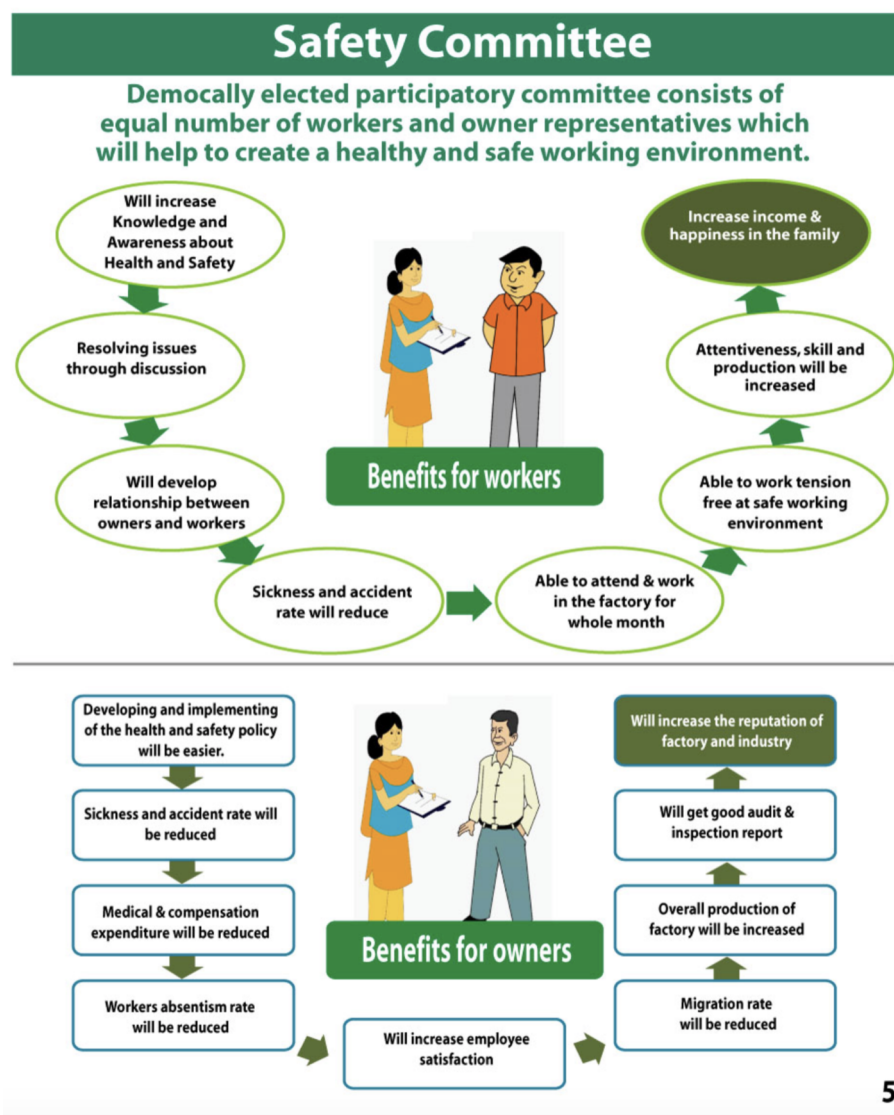 Safety Committee
Democally elected participatory committee consists of
equal number of workers and owner representatives which
will help to create a healthy and safe working environment.
Will increase
Knowledge and
Awareness about
Health and Safety
Resolving issues
through discussion
Will develop
relationship between
owners and workers
Sickness and accident
rate will reduce
Able to attend & work
in the factory for
whole month
Able to work tension
free at safe working
environment
Attentiveness, skill and
production will be
increased
Increase income &
happiness in the family
Benefits for workers
Developing and implementing
of the health and safety policy
will be easier.
Sickness and accident rate will
be reduced
Medical & compensation
expenditure will be reduced
Workers absentism rate
will be reduced
Will increase employee
satisfaction
Migration rate
will be reduced
Overall production of
factory will be increased
Will get good audit &
inspection report
Will increase the reputation of
factory and industry
Benefits for owners
5